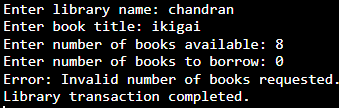 Enter library name: chandran
Enter book title: ikigai
Enter number of books available: 8
Enter number of books to borrow: 0
Error: Invalid number of books requested.
Library transaction completed.